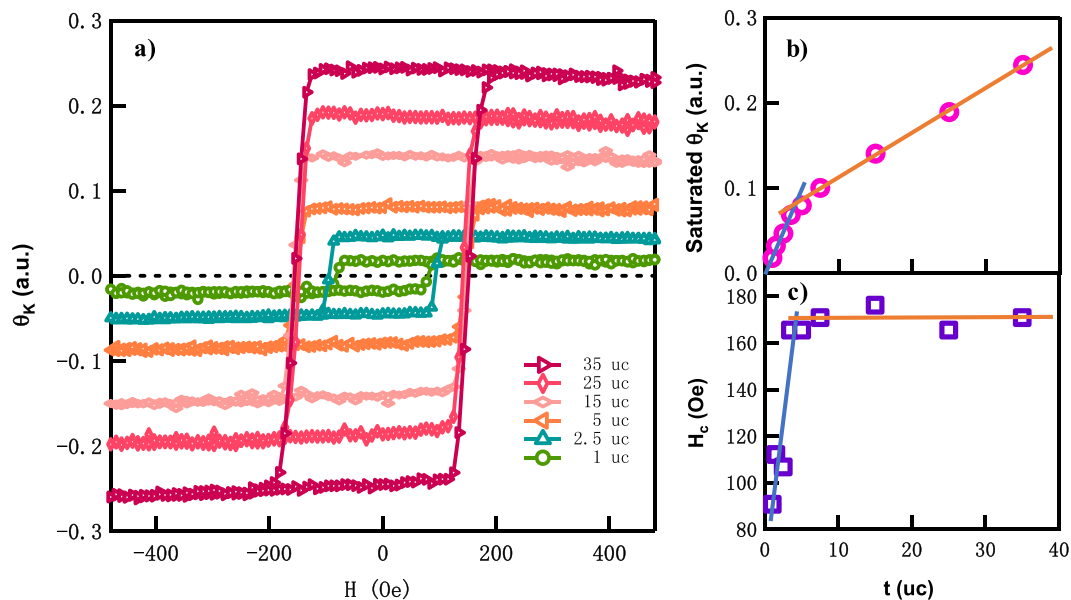 a)
0.3
0.2
0.1
0.0
-0.1
-0.2
-0.3
θK (a.u.)
-400
-200
0
200
400
H (Oe)
35 uc
25 uc
15 uc
5 uc
2.5 uc
1 uc
b)
0.3
0.2
0.1
0.0
Saturated θK (a.u.)
c)
180
160
140
120
100
80
Hc (Oe)
0
10
20
30
40
t (uc)